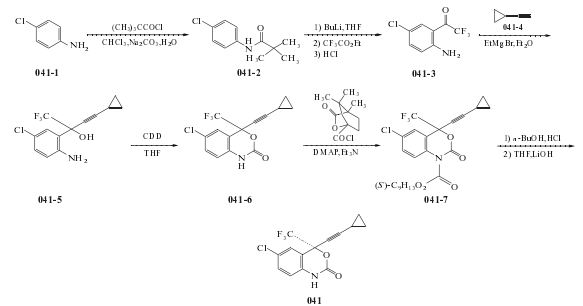 (CH₃)₃CCOCl
CHCl₃,Na₂CO₃,H₂O
Cl
NH₂
041-1
Cl
O
N
H
CH₃
H₃C
CH₃
041-2
1) BuLi, THF
2) CF₃CO₂Et
3) HCl
Cl
O
CF₃
NH₂
041-3
041-4
EtMgBr,Et₂O
F₃C
Cl
OH
NH₂
041-5
CDD
THF
F₃C
Cl
O
N
H
O
041-6
H₃C
CH₃
CH₃
O
O
COCl
DMAP,Et₃N
F₃C
Cl
O
N
O
(S')-C₉H₁₃O₂
O
041-7
1) n-BuOH,HCl
2) THF,LiOH
F₃C
Cl
O
N
H
O
041